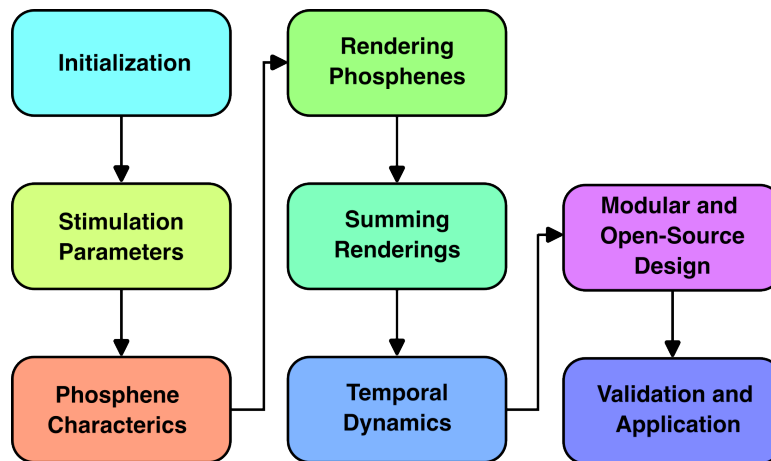 Initialization
Stimulation
Parameters
Phosphene
Characterics
Rendering
Phosphenes
Summing
Renderings
Temporal
Dynamics
Modular and
Open-Source
Design
Validation and
Application